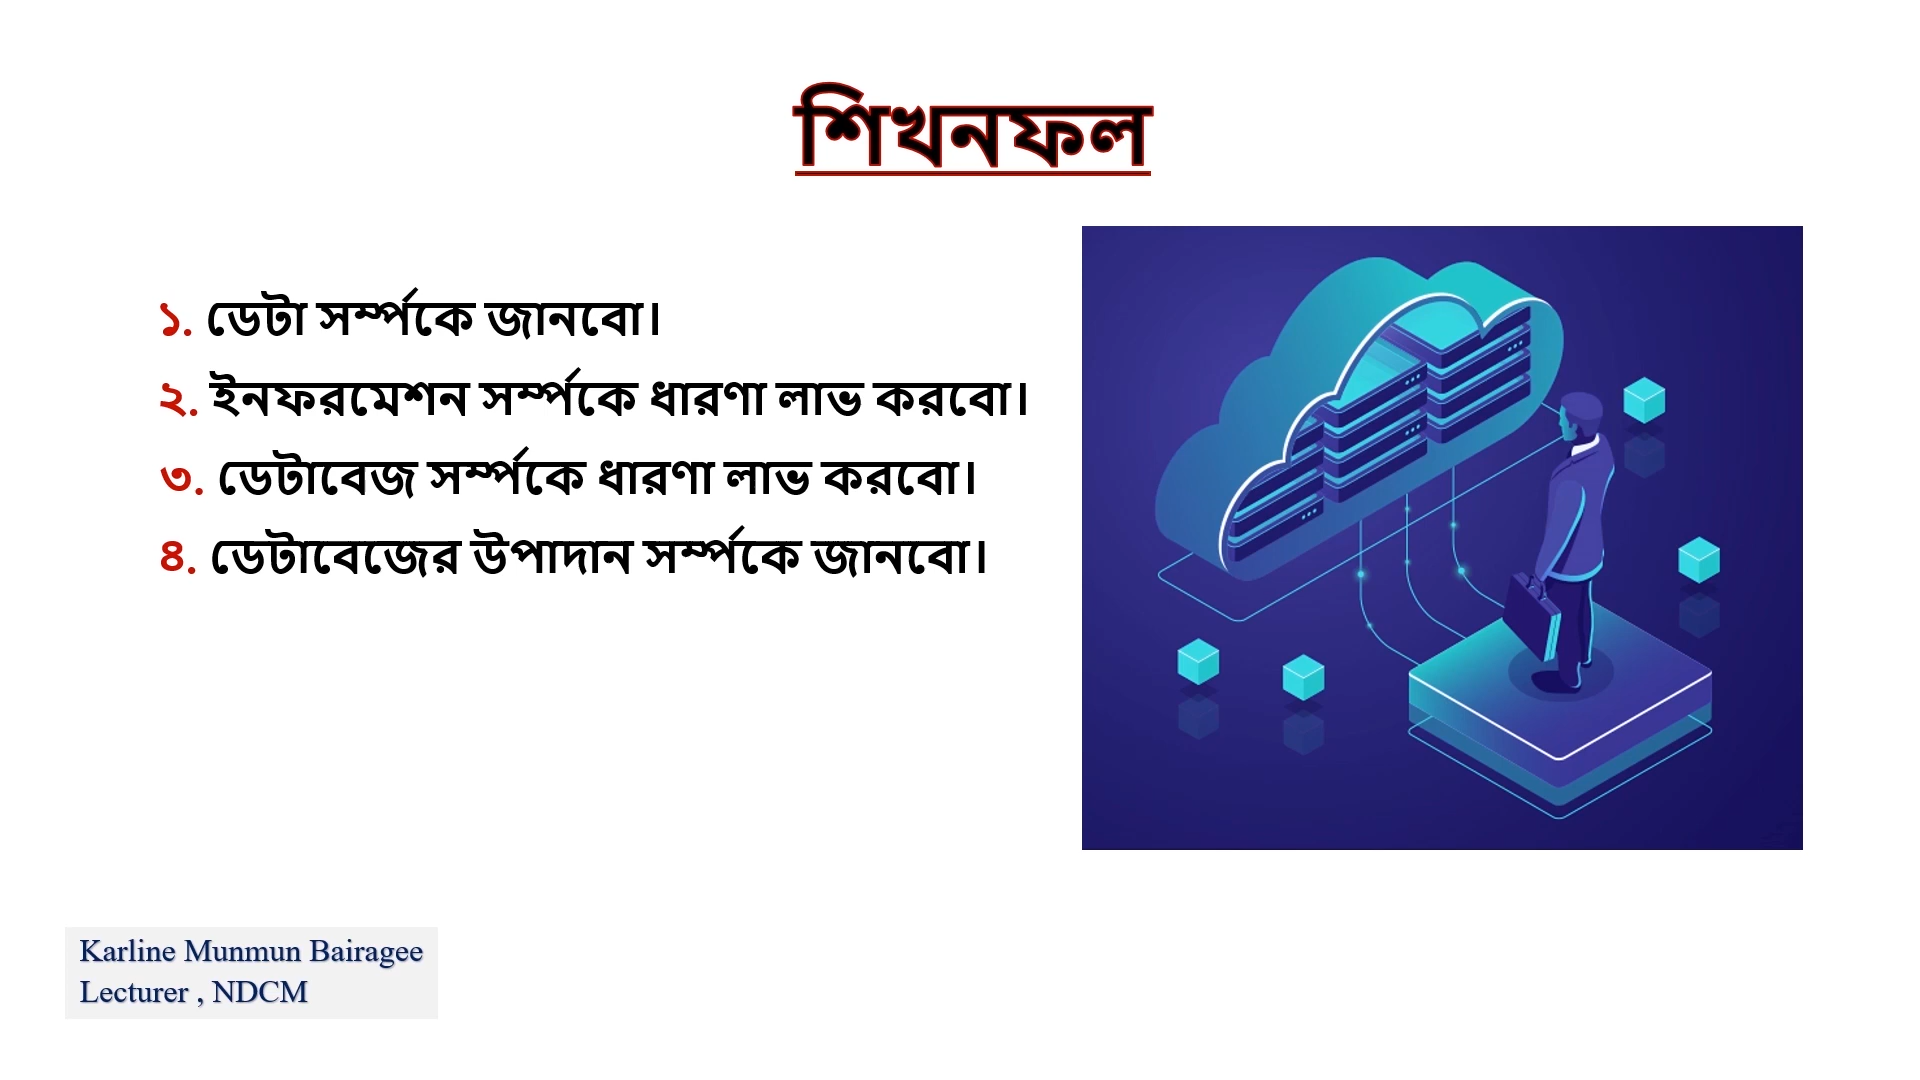 শিখনফল
১. ডেটা সর্ম্পকে জানবো।
২. ইনফরমেশন সর্ম্পকে ধারণা লাভ করবো।
৩. ডেটাবেজ সর্ম্পকে ধারণা লাভ করবো।
৪. ডেটাবেজের উপাদান সর্ম্পকে জানবো।
Karline Munmun Bairagee
Lecturer , NDCM